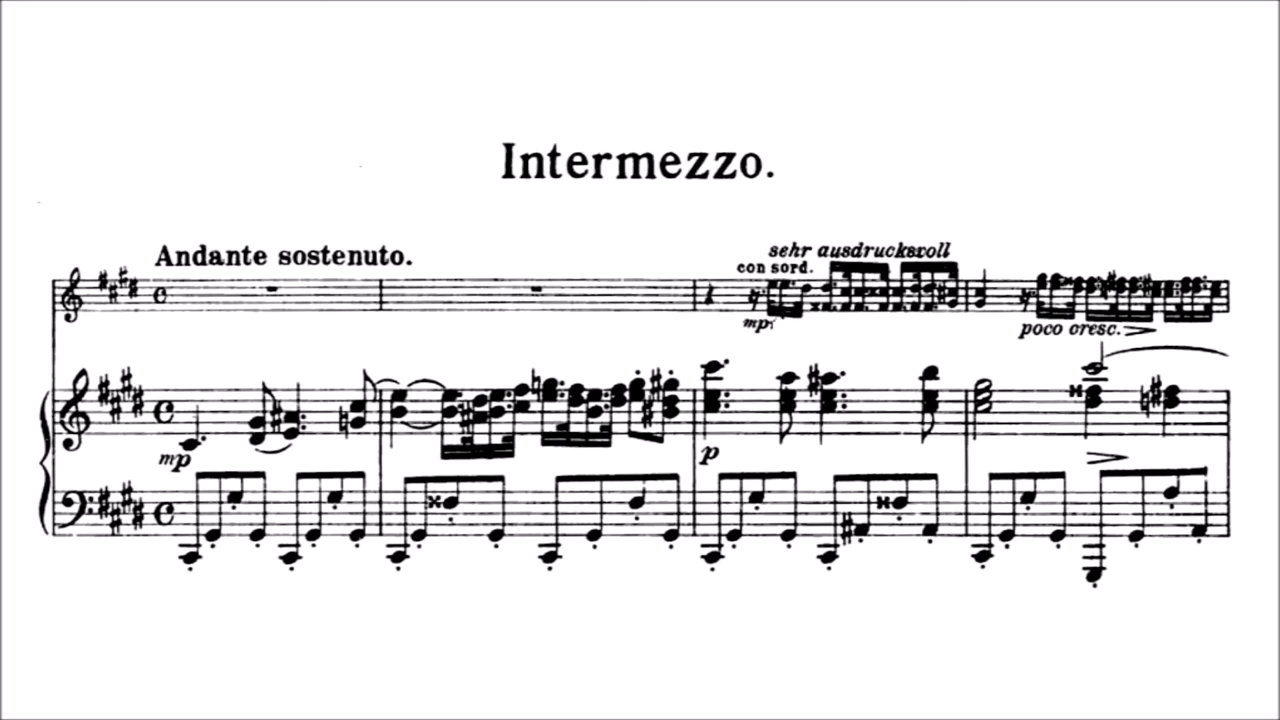 Intermezzo.
Andante sostenuto.
sehr ausdrucksvoll
con sord.
mp
poco cresc.
mp
p